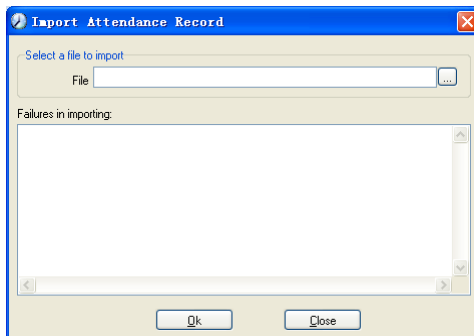 Import Attendance Record
Select a file to import
File
...
Failures in importing:
Ok
Close